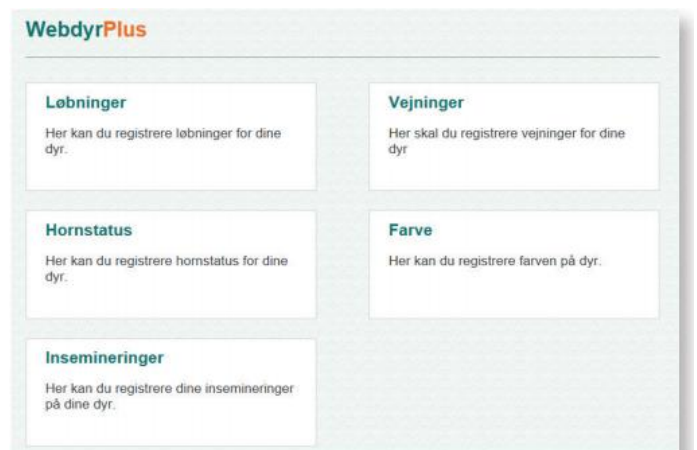 WebdyrPlus
Løbninger
Her kan du registrere løbninger for dine
dyr.
Vejninger
Her skal du registrere vejninger for dine
dyr
Hornstatus
Her kan du registrere hornstatus for dine
dyr.
Farve
Her kan du registrere farven på dyr.
Insemineringer
Her kan du registrere dine insemineringer
på dine dyr.